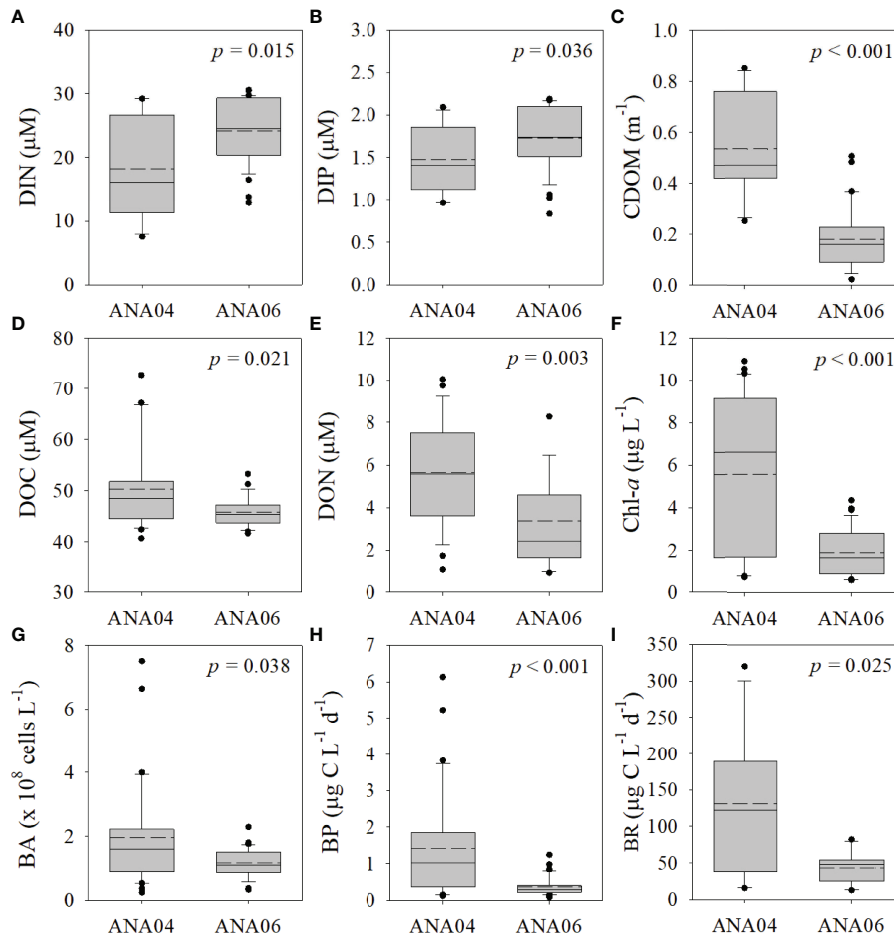 A
B
C
DIN (µM)
40
30
20
10
0
p = 0.015
ANA04 ANA06
DIP (µM)
3.0
2.5
2.0
1.5
1.0
0.5
0.0
p = 0.036
ANA04 ANA06
CDOM (m⁻¹)
1.0
0.8
0.6
0.4
0.2
0.0
p < 0.001
ANA04 ANA06
D
E
F
DOC (µM)
80
70
60
50
40
30
p = 0.021
ANA04 ANA06
DON (µM)
12
10
8
6
4
2
0
p = 0.003
ANA04 ANA06
Chl-a (µg L⁻¹)
12
10
8
6
4
2
0
p < 0.001
ANA04 ANA06
G
H
I
BA (x 10⁸ cells L⁻¹)
8
6
4
2
0
p = 0.038
ANA04 ANA06
BP (µg C L⁻¹ d⁻¹)
7
6
5
4
3
2
1
0
p < 0.001
ANA04 ANA06
BR (µg C L⁻¹ d⁻¹)
350
300
250
200
150
100
50
0
p = 0.025
ANA04 ANA06